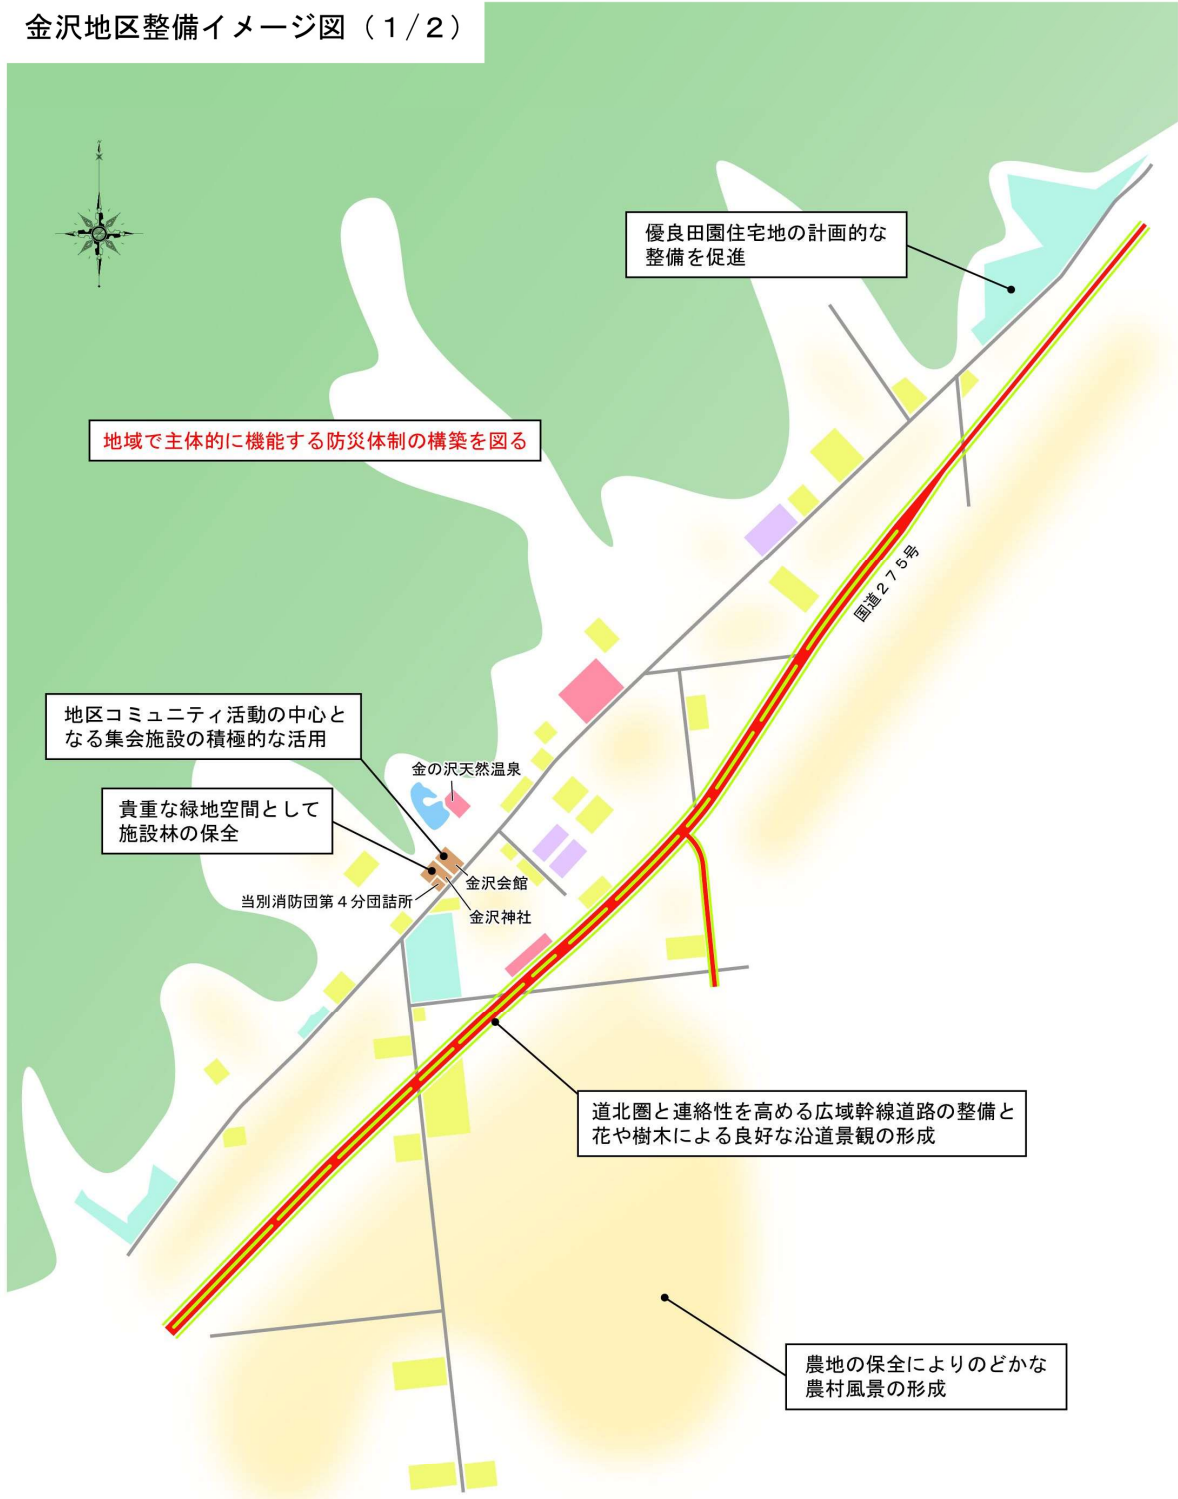 金沢地区整備イメージ図（１/２）
優良田園住宅地の計画的な
整備を促進
地域で主体的に機能する防災体制の構築を図る
国道２７５号
地区コミュニティ活動の中心と
なる集会施設の積極的な活用
金の沢天然温泉
貴重な緑地空間として
施設林の保全
金沢会館
当別消防団第４分団詰所
金沢神社
道北圏と連絡性を高める広域幹線道路の整備と
花や樹木による良好な沿道景観の形成
農地の保全によりのどかな
農村風景の形成